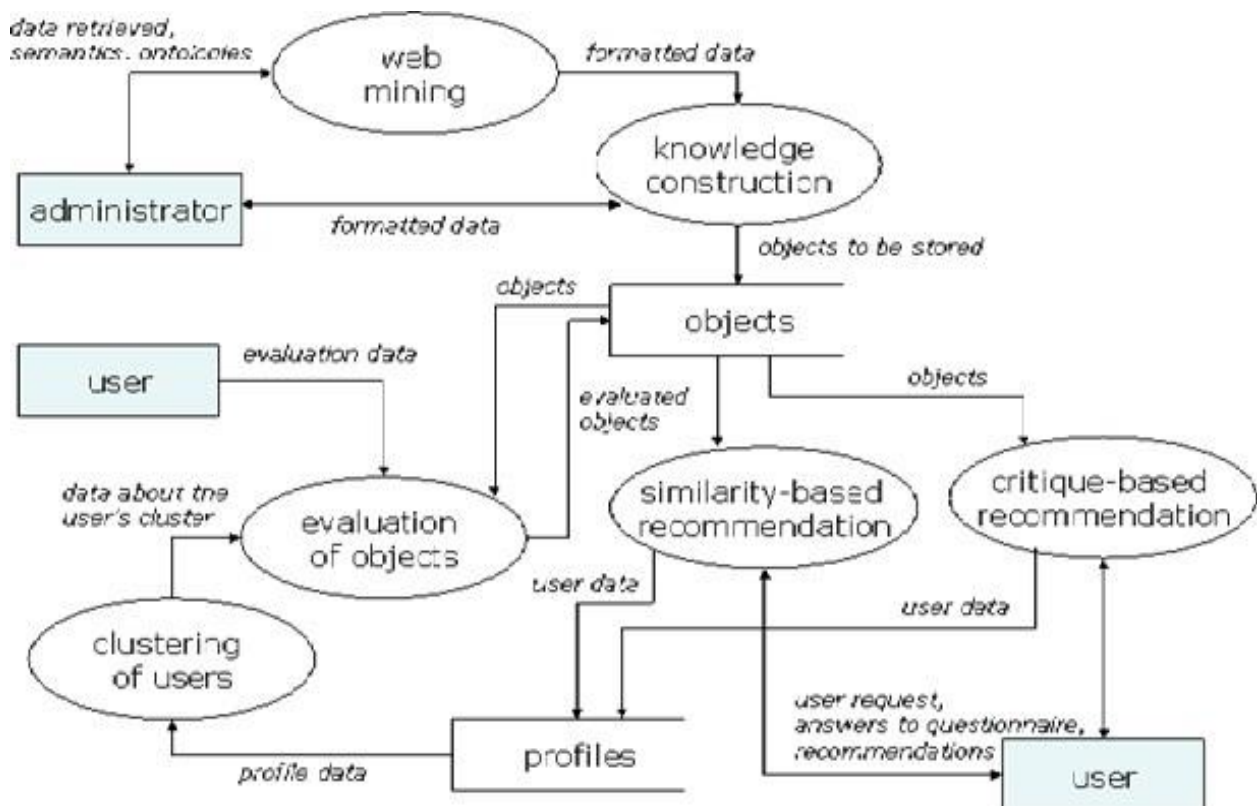 data retrieved,
semantics, ontologies
web
mining
formatted data
knowledge
construction
administrator
formatted data
objects to be stored
objects
objects
user
evaluation data
evaluated
objects
objects
data about the
user's cluster
evaluation
of objects
similarity-based
recommendation
critique-based
recommendation
user data
user data
clustering
of users
user request,
answers to questionnaire,
recommendations
profiles
profile data
user